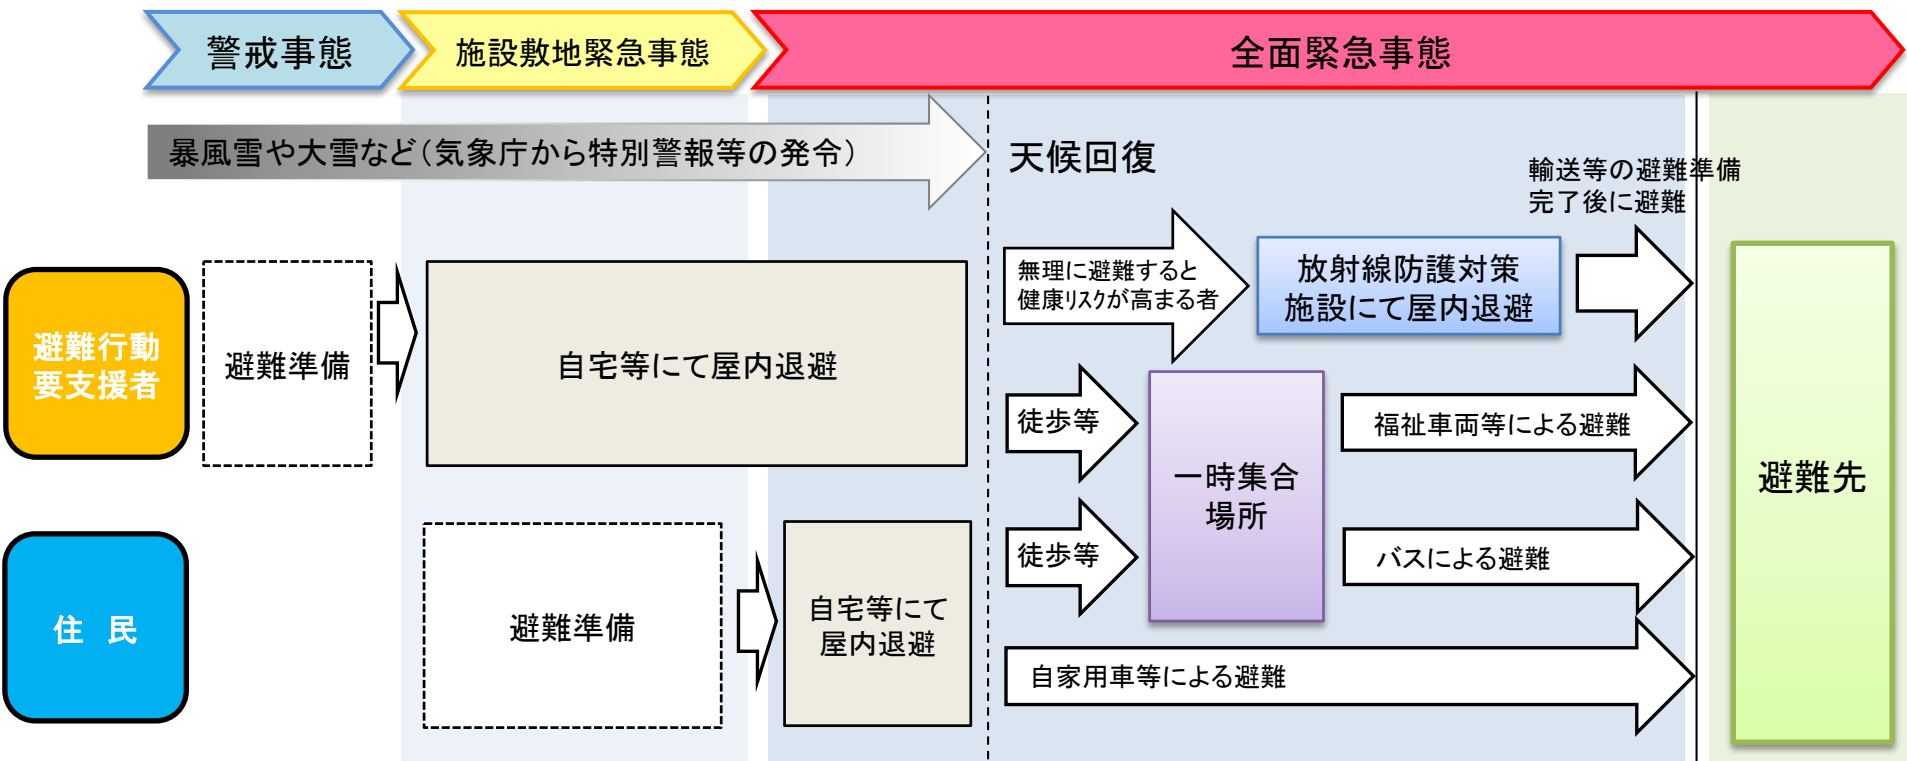 警戒事態
施設敷地緊急事態
全面緊急事態
暴風雪や大雪など（気象庁から特別警報等の発令）
天候回復
輸送等の避難準備
完了後に避難
避難行動
要支援者
避難準備
自宅等にて屋内退避
無理に避難すると
健康リスクが高まる者
放射線防護対策
施設にて屋内退避
徒歩等
一時集合
場所
福祉車両等による避難
避難先
住 民
避難準備
自宅等にて
屋内退避
徒歩等
バスによる避難
自家用車等による避難